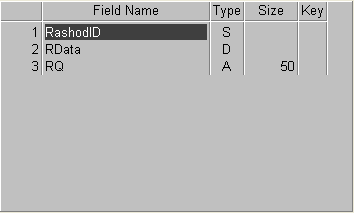 Field Name Type Size Key
1 RashodID S
2 RData D
3 RQ A 50